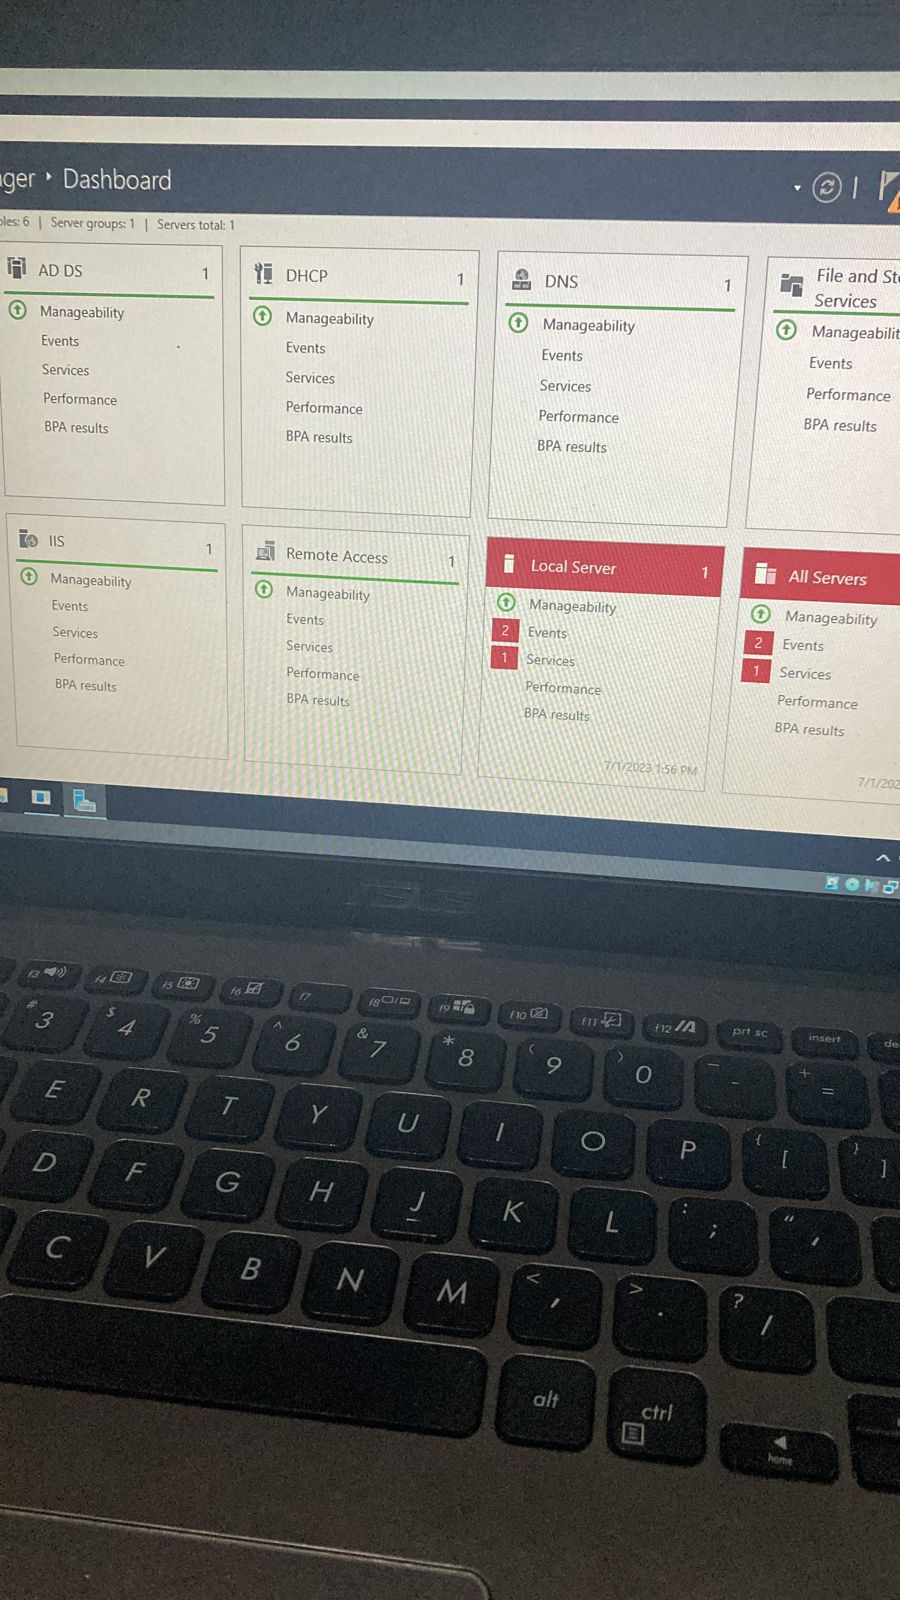 ger ‣ Dashboard
oles: 6 | Server groups: 1 | Servers total: 1
AD DS 1
Manageability
Events
Services
Performance
BPA results
DHCP 1
Manageability
Events
Services
Performance
BPA results
DNS 1
Manageability
Events
Services
Performance
BPA results
File and Sto
Services
Manageabilit
Events
Performance
BPA results
IIS 1
Manageability
Events
Services
Performance
BPA results
Remote Access 1
Manageability
Events
Services
Performance
BPA results
Local Server 1
Manageability
2 Events
1 Services
Performance
BPA results
7/1/2023 1:56 PM
All Servers
Manageability
2 Events
1 Services
Performance
BPA results
7/1/202
f3 f4 f5 f6 f7 f8 f9 f10 f11 f12 prt sc insert de
# 3 $ 4 % 5 ^ 6 & 7 * 8 ( 9 ) 0 _ - + =
E R T Y U I O P { [ } ]
D F G H J K L : ; " '
C V B N M < , > . ? /
alt ctrl home